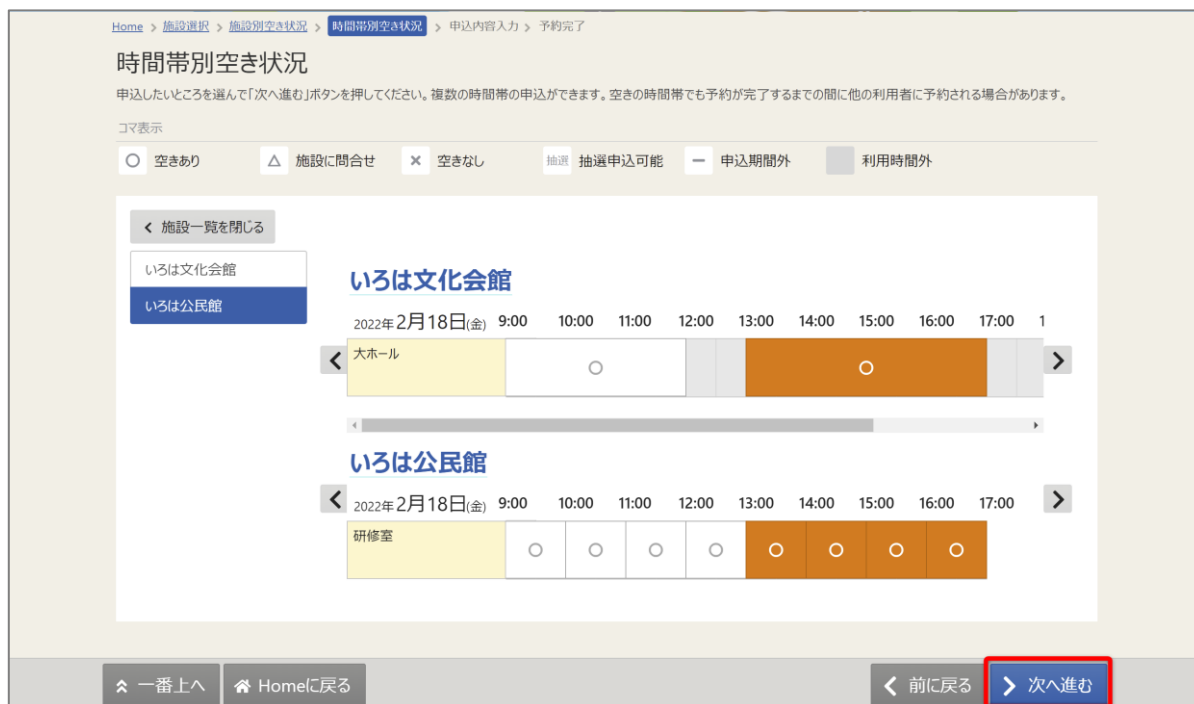 Home > 施設選択 > 施設別空き状況 > 時間帯別空き状況 > 申込内容入力 > 予約完了
時間帯別空き状況
申込したいところを選んで「次へ進む」ボタンを押してください。複数の時間帯の申込ができます。空きの時間帯でも予約が完了するまでの間に他の利用者に予約される場合があります。
コマ表示
○ 空きあり △ 施設に問合せ × 空きなし 抽選 抽選申込可能 － 申込期間外 利用時間外
< 施設一覧を閉じる
いろは文化会館
いろは公民館
いろは文化会館
2022年2月18日(金) 9:00 10:00 11:00 12:00 13:00 14:00 15:00 16:00 17:00 1
大ホール ○ ○
いろは公民館
2022年2月18日(金) 9:00 10:00 11:00 12:00 13:00 14:00 15:00 16:00 17:00
研修室 ○ ○ ○ ○ ○ ○ ○ ○
一番上へ Homeに戻る < 前に戻る > 次へ進む